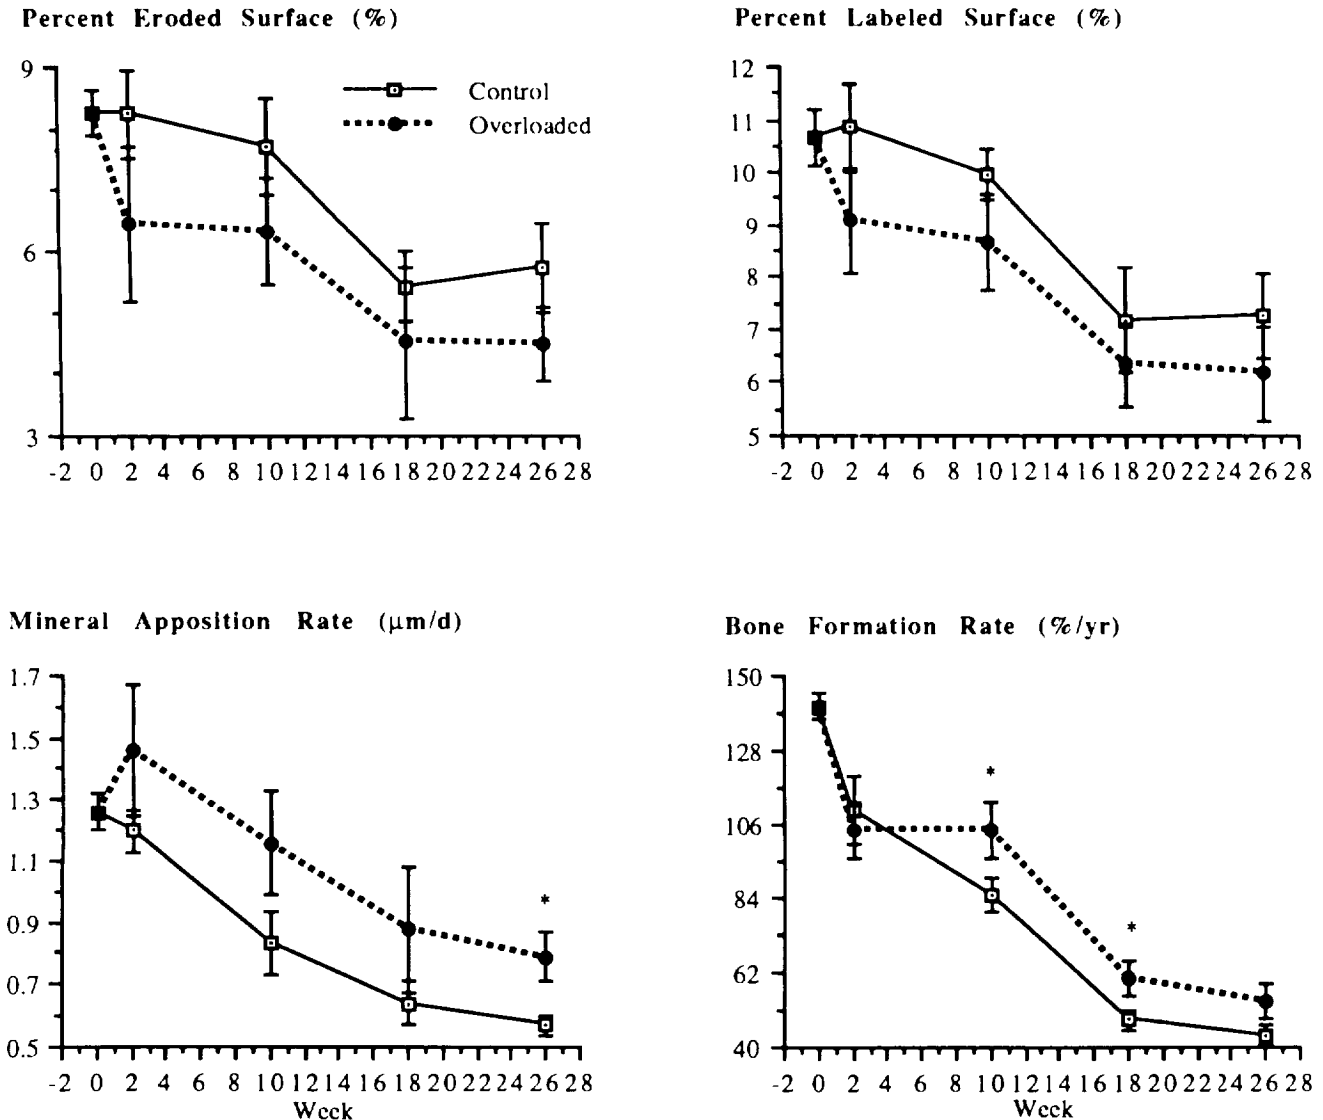 Percent Eroded Surface (%)
9
6
3
-2 0 2 4 6 8 10 12 14 16 18 20 22 24 26 28
Control
Overloaded
Percent Labeled Surface (%)
12
11
10
9
8
7
6
5
-2 0 2 4 6 8 10 12 14 16 18 20 22 24 26 28
Mineral Apposition Rate (μm/d)
1.7
1.5
1.3
1.1
0.9
0.7
0.5
*
-2 0 2 4 6 8 10 12 14 16 18 20 22 24 26 28
Week
Bone Formation Rate (%/yr)
150
128
106
84
62
40
*
*
-2 0 2 4 6 8 10 12 14 16 18 20 22 24 26 28
Week